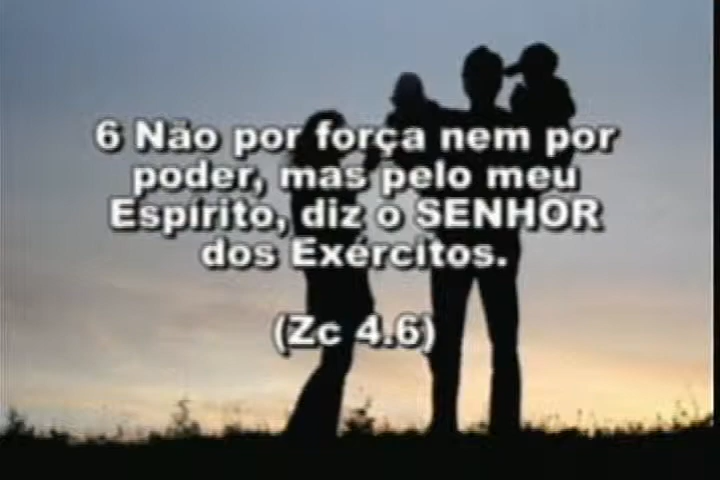 6 Não por força nem por
poder, mas pelo meu
Espírito, diz o SENHOR
dos Exércitos.
(Zc 4.6)